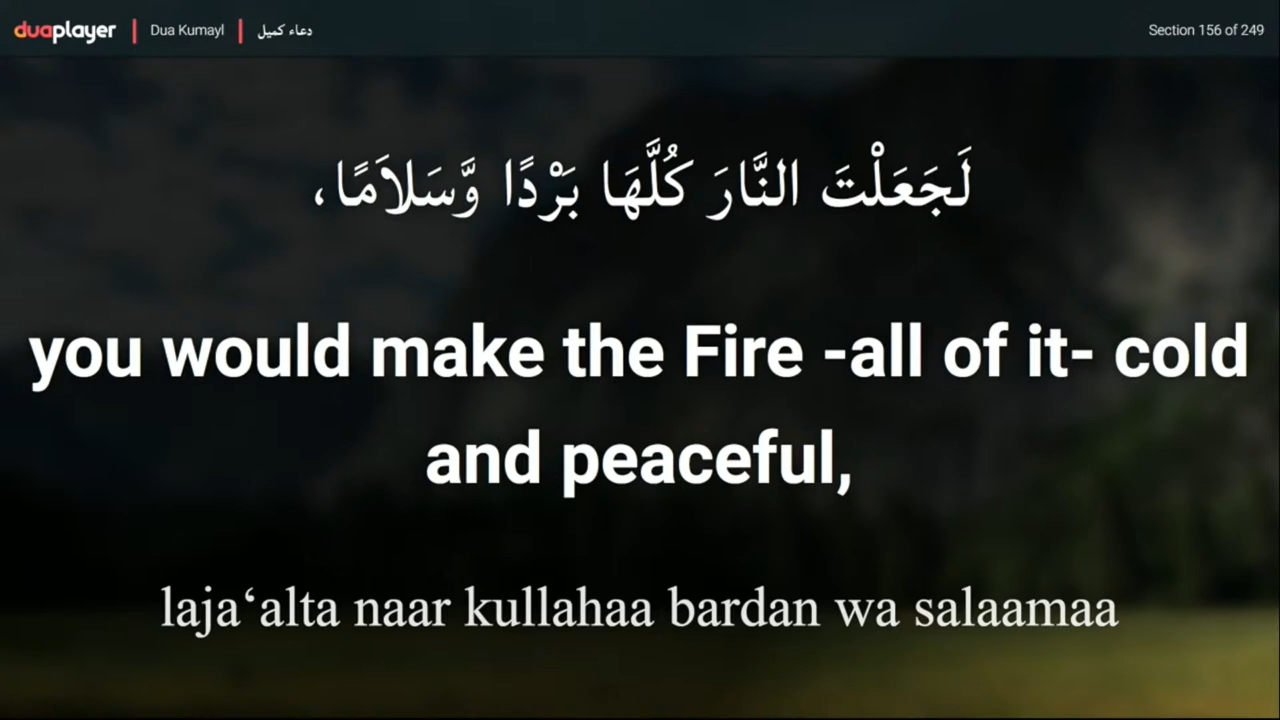 duaplayer | Dua Kumayl | دعاء كميل
Section 156 of 249
لَجَعَلْتَ النَّارَ كُلَّهَا بَرْدًا وَّسَلاَمًا،
you would make the Fire -all of it- cold
and peaceful,
laja‘alta naar kullahaa bardan wa salaamaa